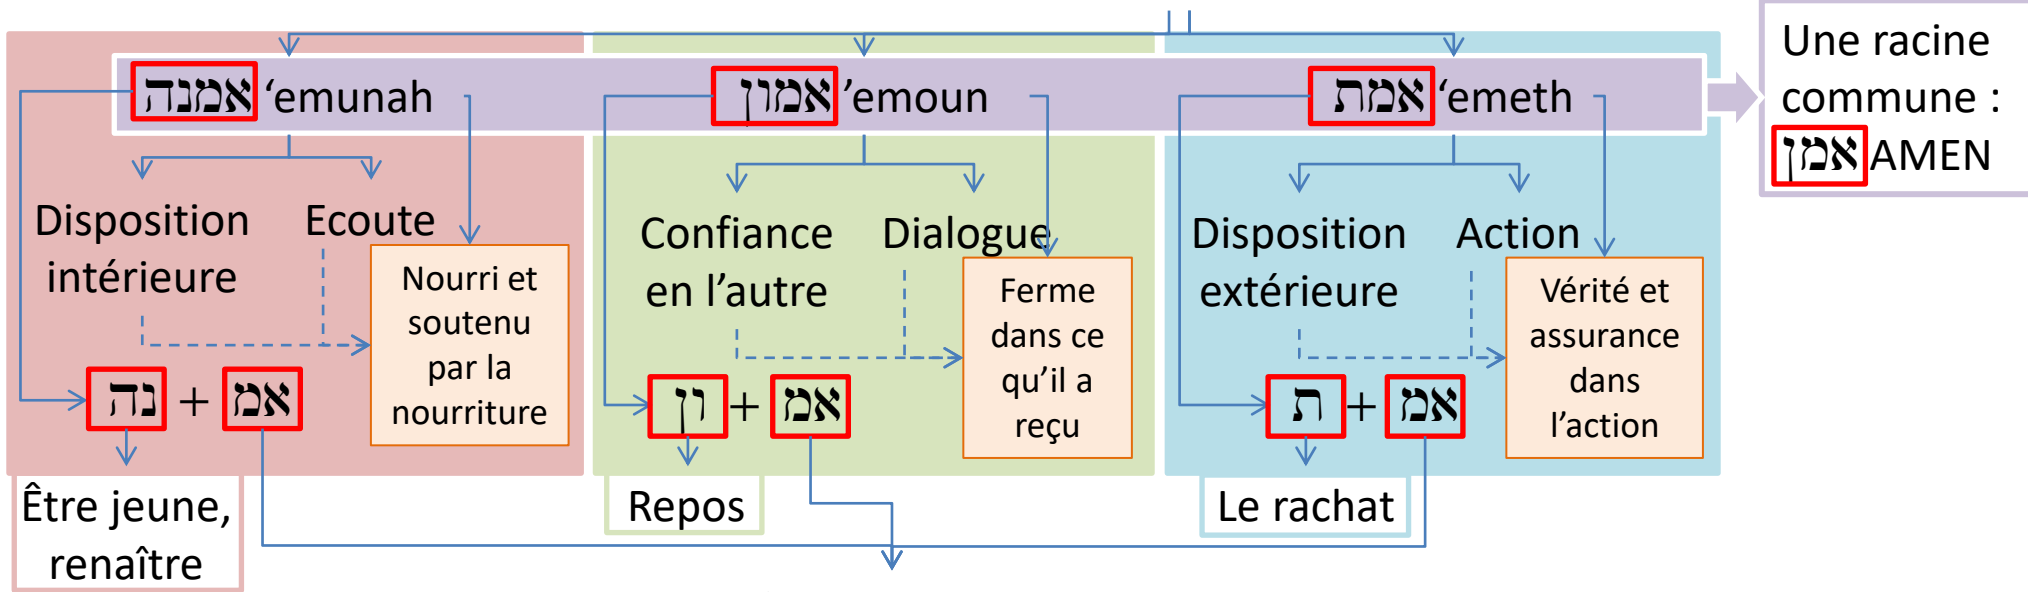 אמנה ‘emunah
אמון ’emoun
אמת ‘emeth
Une racine
commune :
אמן AMEN
Disposition
intérieure
Ecoute
Nourri et
soutenu
par la
nourriture
נה + אמ
Être jeune,
renaître
Confiance
en l’autre
Dialogue
Ferme
dans ce
qu’il a
reçu
ון + אמ
Repos
Disposition
extérieure
Action
Vérité et
assurance
dans
l’action
ת + אמ
Le rachat